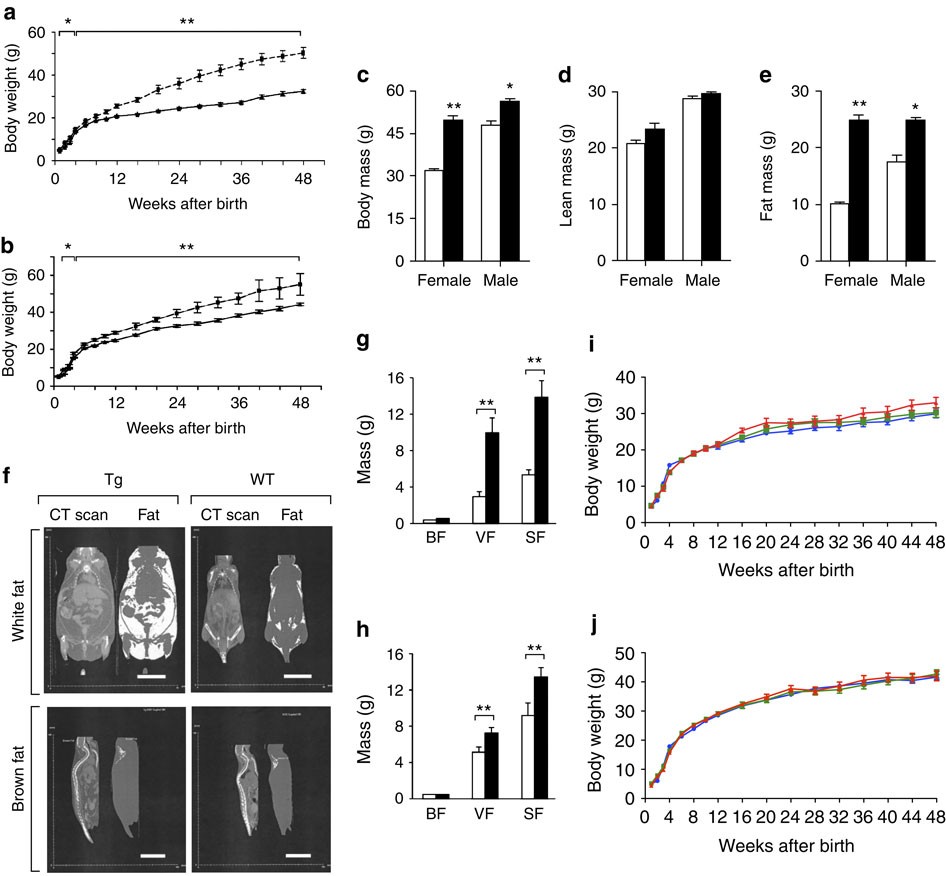 a
* **
Body weight (g)
60
40
20
0
0 12 24 36 48
Weeks after birth
b
* **
Body weight (g)
60
40
20
0
0 12 24 36 48
Weeks after birth
c
Body mass (g)
60
45
30
15
0
** *
Female Male
d
Lean mass (g)
30
20
10
0
Female Male
e
Fat mass (g)
30
20
10
0
** *
Female Male
f
Tg WT
CT scan Fat CT scan Fat
White fat
Brown fat
g
Mass (g)
16
12
8
4
0
** **
BF VF SF
h
Mass (g)
16
12
8
4
0
** **
BF VF SF
i
Body weight (g)
40
30
20
10
0
0 4 8 12 16 20 24 28 32 36 40 44 48
Weeks after birth
j
Body weight (g)
50
40
30
20
10
0
0 4 8 12 16 20 24 28 32 36 40 44 48
Weeks after birth